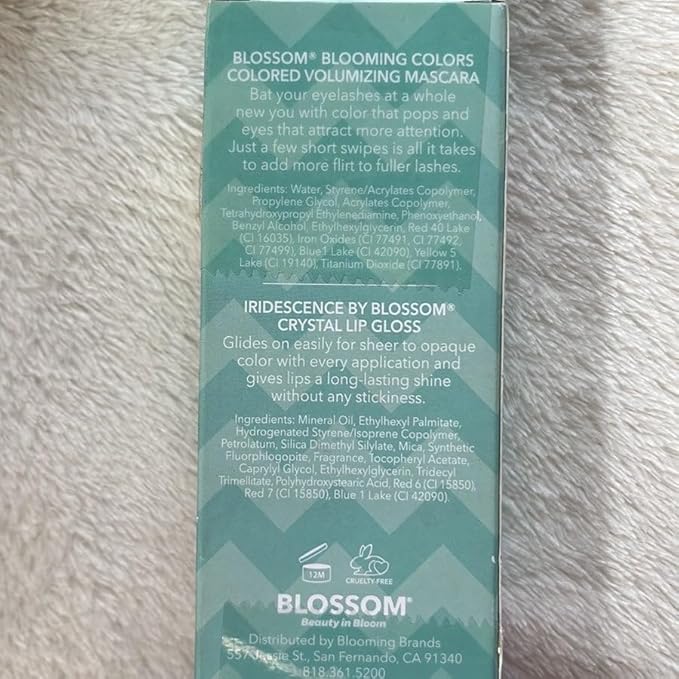 BLOSSOM® BLOOMING COLORS
COLORED VOLUMIZING MASCARA
Bat your eyelashes at a whole
new you with color that pops and
eyes that attract more attention.
Just a few short swipes is all it takes
to add more flirt to fuller lashes.
Ingredients: Water, Styrene/Acrylates Copolymer,
Propylene Glycol, Acrylates Copolymer,
Tetrahydroxypropyl Ethylenediamine, Phenoxyethanol,
Benzyl Alcohol, Ethylhexylglycerin, Red 40 Lake
(CI 16035), Iron Oxides (CI 77491, CI 77492,
CI 77499), Blue1 Lake (CI 42090), Yellow 5
Lake (CI 19140), Titanium Dioxide (CI 77891).
IRIDESCENCE BY BLOSSOM®
CRYSTAL LIP GLOSS
Glides on easily for sheer to opaque
color with every application and
gives lips a long-lasting shine
without any stickiness.
Ingredients: Mineral Oil, Ethylhexyl Palmitate,
Hydrogenated Styrene/Isoprene Copolymer,
Petrolatum, Silica Dimethyl Silylate, Mica, Synthetic
Fluorphlogopite, Fragrance, Tocopheryl Acetate,
Caprylyl Glycol, Ethylhexylglycerin, Tridecyl
Trimellitate, Polyhydroxystearic Acid, Red 6 (CI 15850),
Red 7 (CI 15850), Blue 1 Lake (CI 42090).
12M
CRUELTY-FREE
BLOSSOM®
Beauty in Bloom
Distributed by Blooming Brands
557 Jessie St., San Fernando, CA 91340
818.361.5200